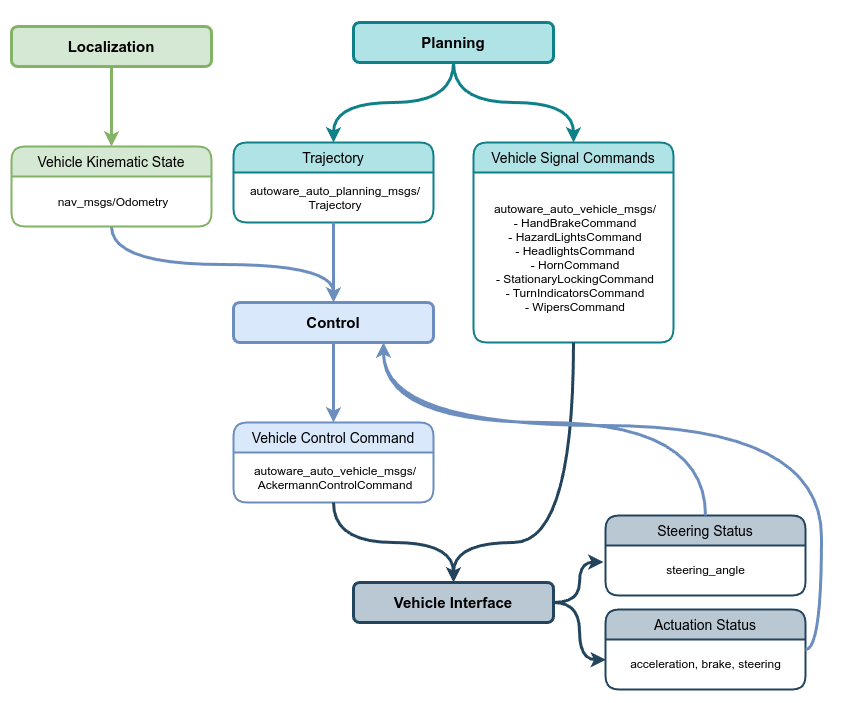 Localization
Planning
Vehicle Kinematic State
nav_msgs/Odometry
Trajectory
autoware_auto_planning_msgs/
Trajectory
Vehicle Signal Commands
autoware_auto_vehicle_msgs/
- HandBrakeCommand
- HazardLightsCommand
- HeadlightsCommand
- HornCommand
- StationaryLockingCommand
- TurnIndicatorsCommand
- WipersCommand
Control
Vehicle Control Command
autoware_auto_vehicle_msgs/
AckermannControlCommand
Vehicle Interface
Steering Status
steering_angle
Actuation Status
acceleration, brake, steering